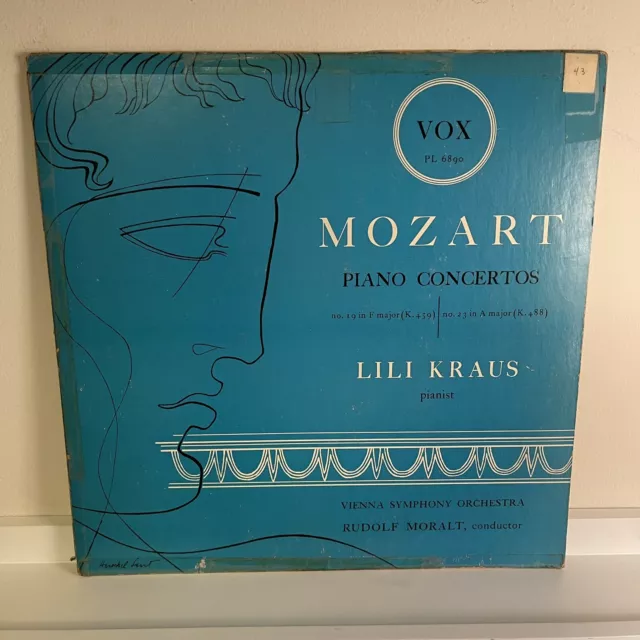 43
VOX
PL 6890
MOZART
PIANO CONCERTOS
no. 19 in F major (K. 459) | no. 23 in A major (K. 488)
LILI KRAUS
pianist
VIENNA SYMPHONY ORCHESTRA
RUDOLF MORALT, conductor